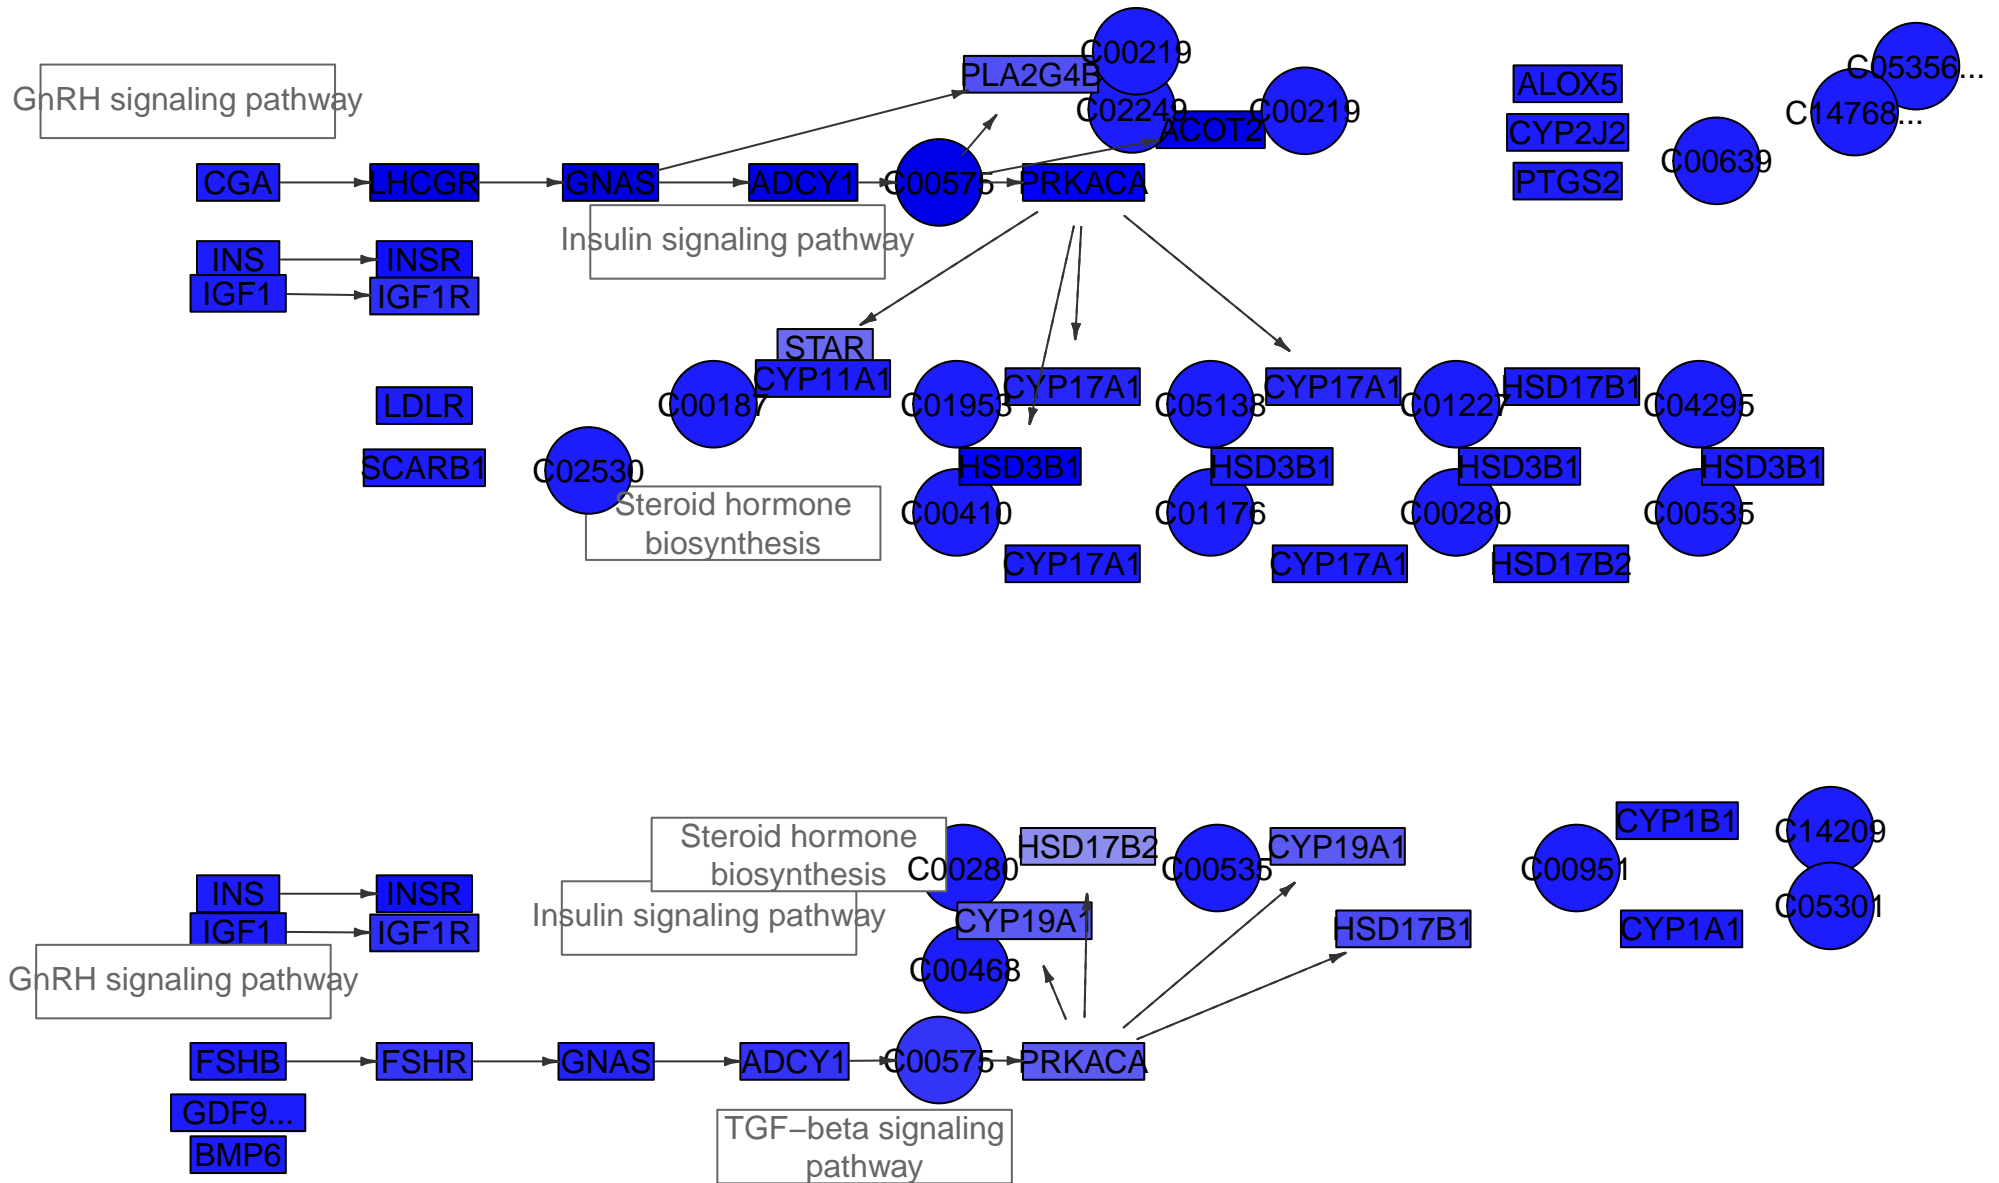 C00219
PLA2G4B
C05356...
GnRH signaling pathway
ALOX5
C02249
C00219
C14768...
ACOT2
CYP2J2
C00639
CGA
LHCGR
GNAS
ADCY1
C00575
PRKACA
PTGS2
Insulin signaling pathway
INS
INSR
IGF1
IGF1R
STAR
CYP11A1
CYP17A1
CYP17A1
HSD17B1
C00187
C01953
C05138
C01227
C04295
LDLR
SCARB1
C02530
HSD3B1
HSD3B1
HSD3B1
HSD3B1
Steroid hormone
biosynthesis
C00410
C01176
C00280
C00535
CYP17A1
CYP17A1
HSD17B2
Steroid hormone
biosynthesis
C00280
HSD17B2
C00535
CYP19A1
C00951
CYP1B1
C14209
INS
INSR
Insulin signaling pathway
CYP19A1
HSD17B1
CYP1A1
C05301
IGF1
IGF1R
GnRH signaling pathway
C00468
FSHB
FSHR
GNAS
ADCY1
C00575
PRKACA
GDF9...
BMP6
TGF−beta signaling
pathway